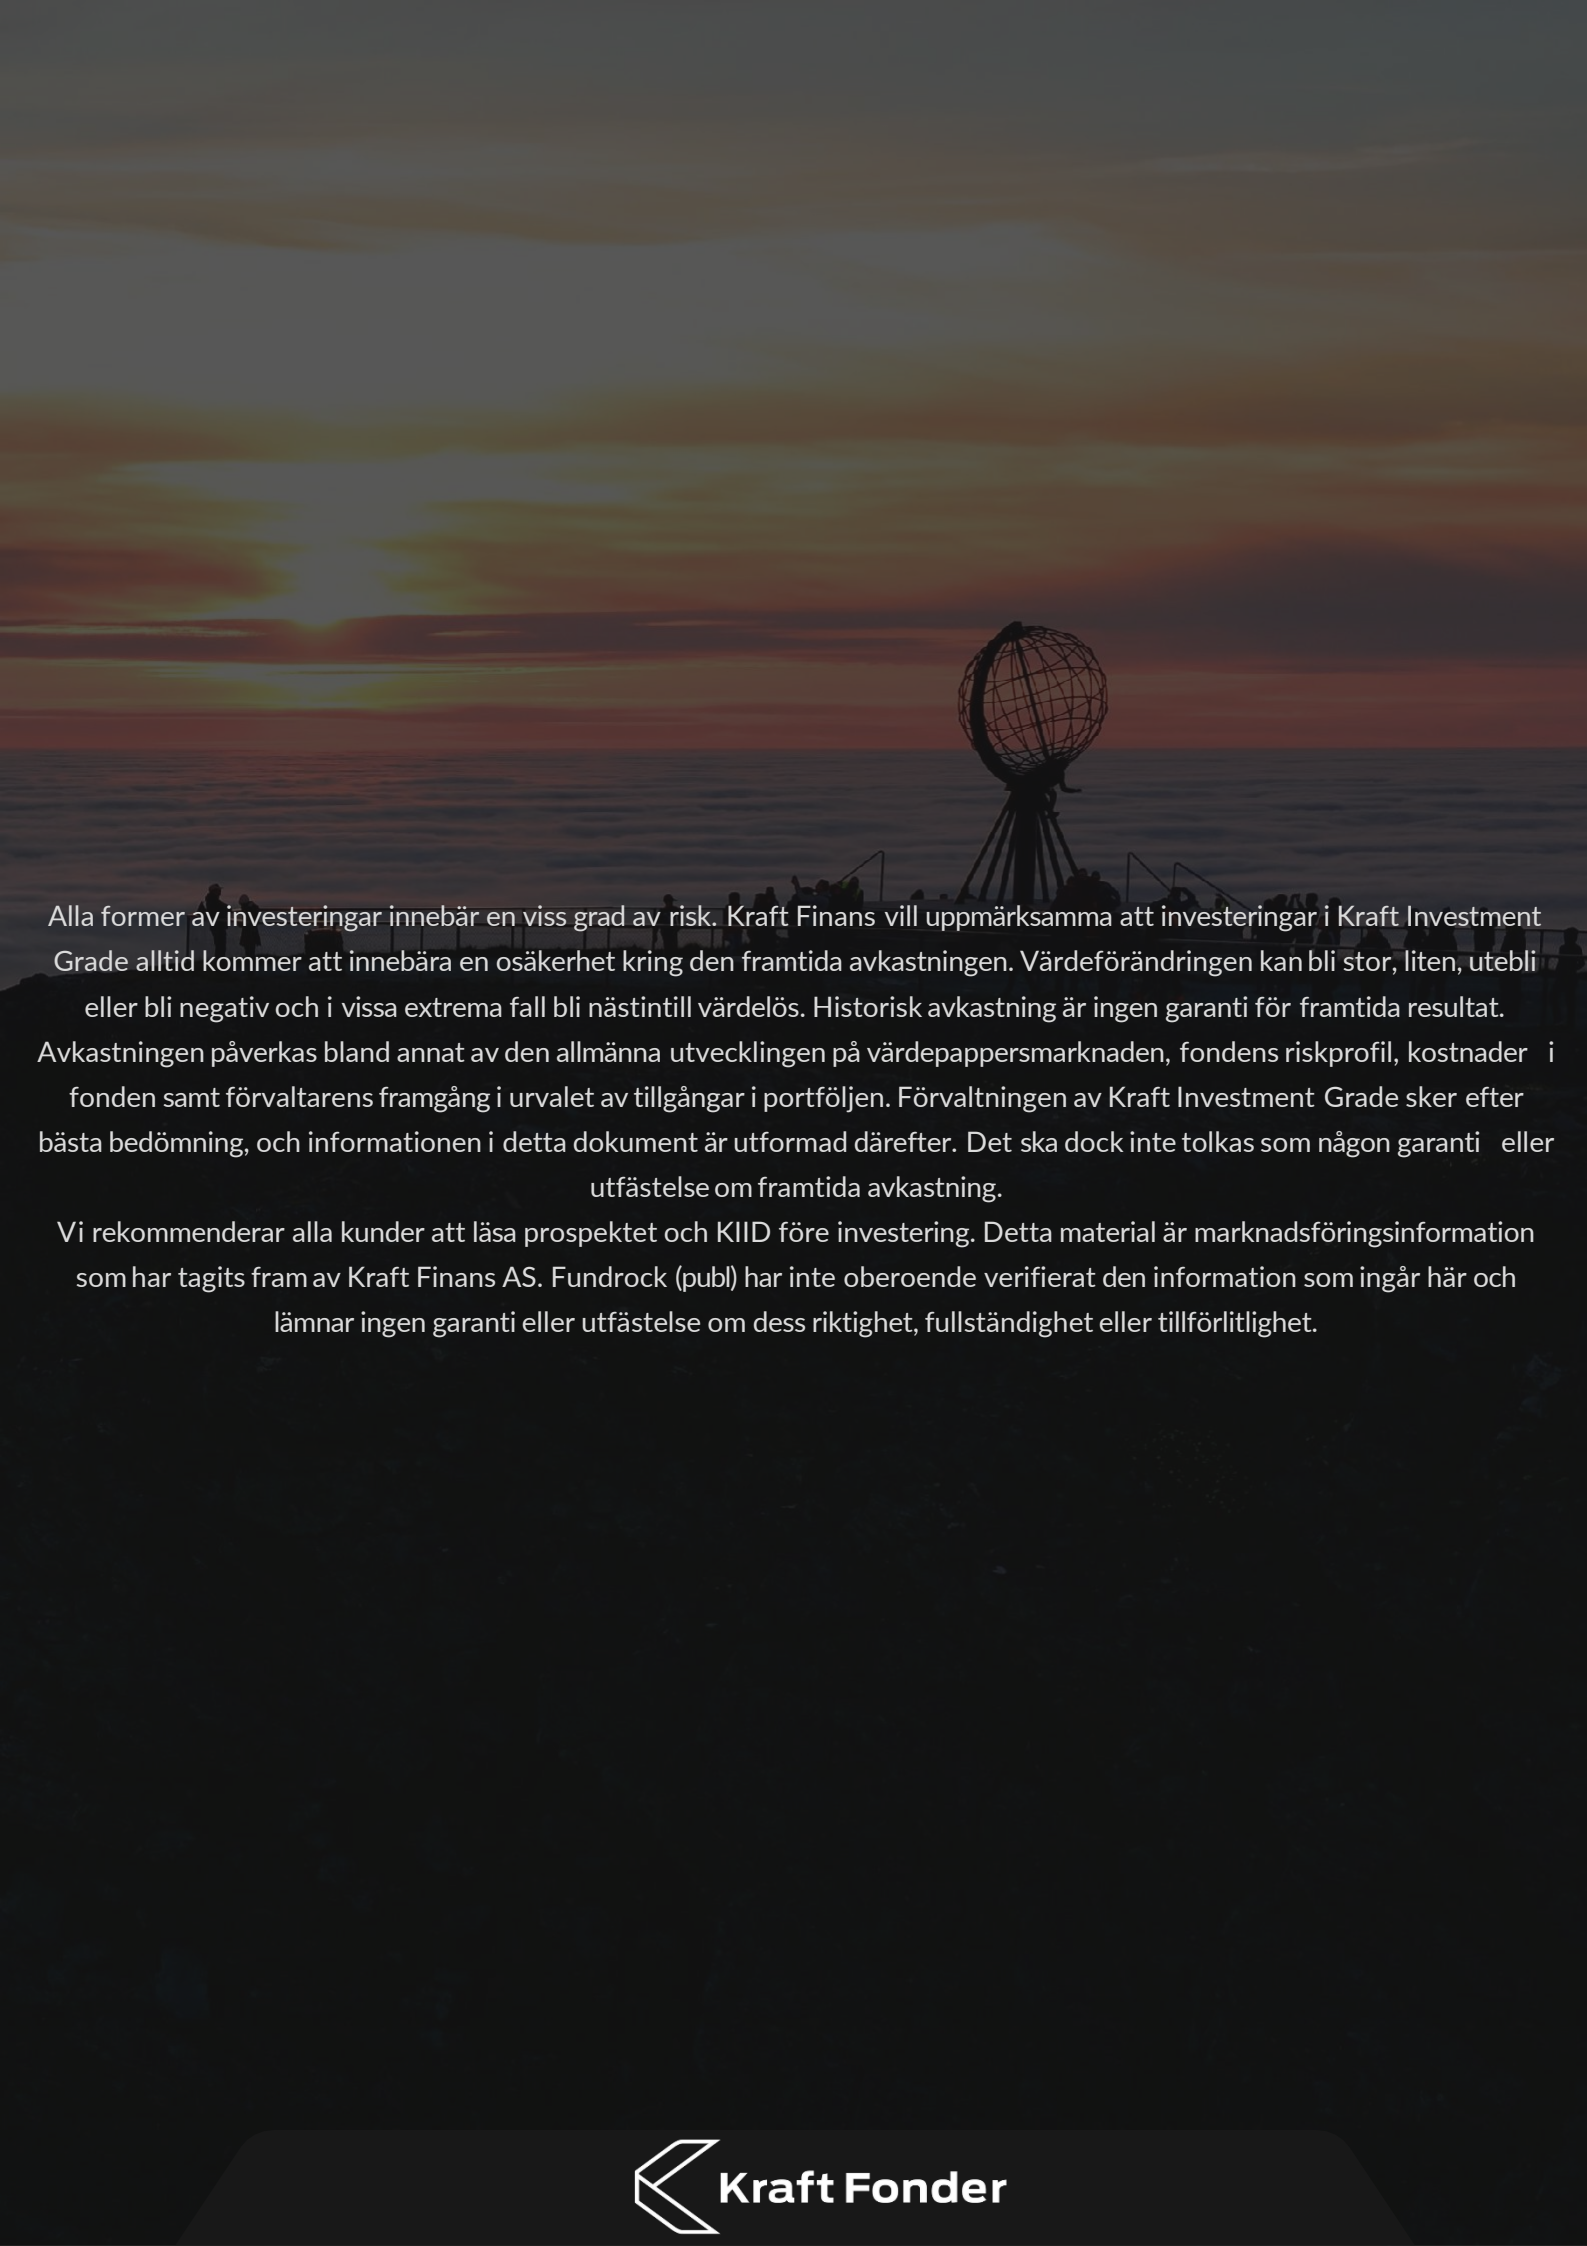 Alla former av investeringar innebär en viss grad av risk. Kraft Finans vill uppmärksamma att investeringar i Kraft Investment
Grade alltid kommer att innebära en osäkerhet kring den framtida avkastningen. Värdeförändringen kan bli stor, liten, utebli
eller bli negativ och i vissa extrema fall bli nästintill värdelös. Historisk avkastning är ingen garanti för framtida resultat.
Avkastningen påverkas bland annat av den allmänna utvecklingen på värdepappersmarknaden, fondens riskprofil, kostnader i
fonden samt förvaltarens framgång i urvalet av tillgångar i portföljen. Förvaltningen av Kraft Investment Grade sker efter
bästa bedömning, och informationen i detta dokument är utformad därefter. Det ska dock inte tolkas som någon garanti eller
utfästelse om framtida avkastning.
Vi rekommenderar alla kunder att läsa prospektet och KIID före investering. Detta material är marknadsföringsinformation
som har tagits fram av Kraft Finans AS. Fundrock (publ) har inte oberoende verifierat den information som ingår här och
lämnar ingen garanti eller utfästelse om dess riktighet, fullständighet eller tillförlitlighet.
Kraft Fonder